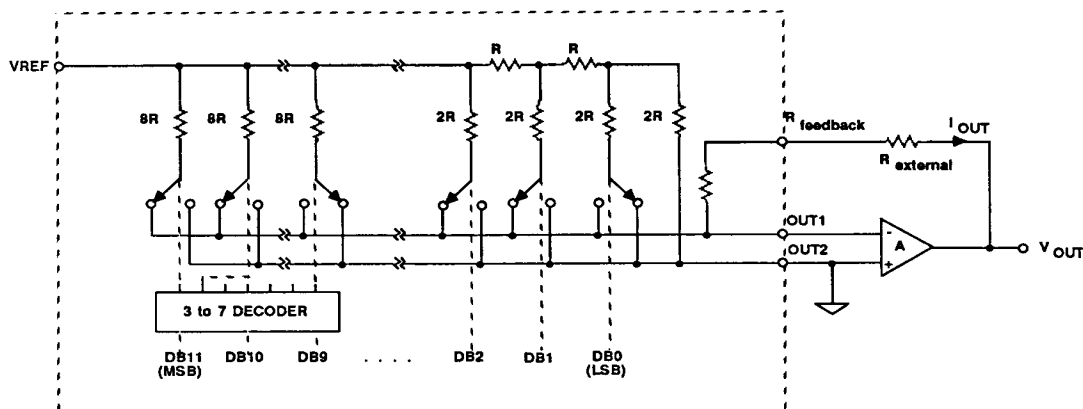 R R
VREF
8R 8R 8R 2R 2R 2R 2R
R feedback I OUT
R external
OUT1
- A V OUT
OUT2
+
3 to 7 DECODER
DB11 DB10 DB9 . . . . . DB2 DB1 DB0
(MSB) (LSB)